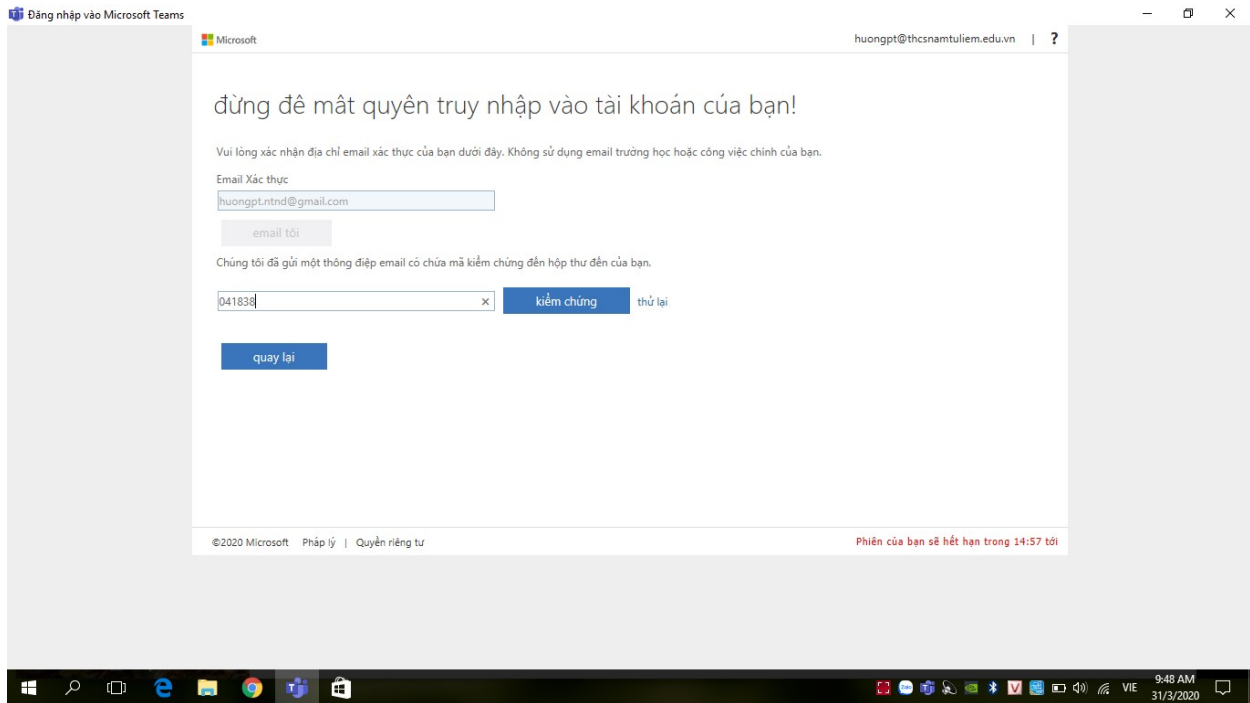 Đăng nhập vào Microsoft Teams
Microsoft
huongpt@thcsnamtuliem.edu.vn | ?
đừng để mất quyền truy nhập vào tài khoản của bạn!
Vui lòng xác nhận địa chỉ email xác thực của bạn dưới đây. Không sử dụng email trường học hoặc công việc chính của bạn.
Email Xác thực
huongpt.ntnd@gmail.com
email tôi
Chúng tôi đã gửi một thông điệp email có chứa mã kiểm chứng đến hộp thư đến của bạn.
041838
kiểm chứng
thử lại
quay lại
©2020 Microsoft Pháp lý | Quyền riêng tư
Phiên của bạn sẽ hết hạn trong 14:57 tới
VIE
9:48 AM
31/3/2020